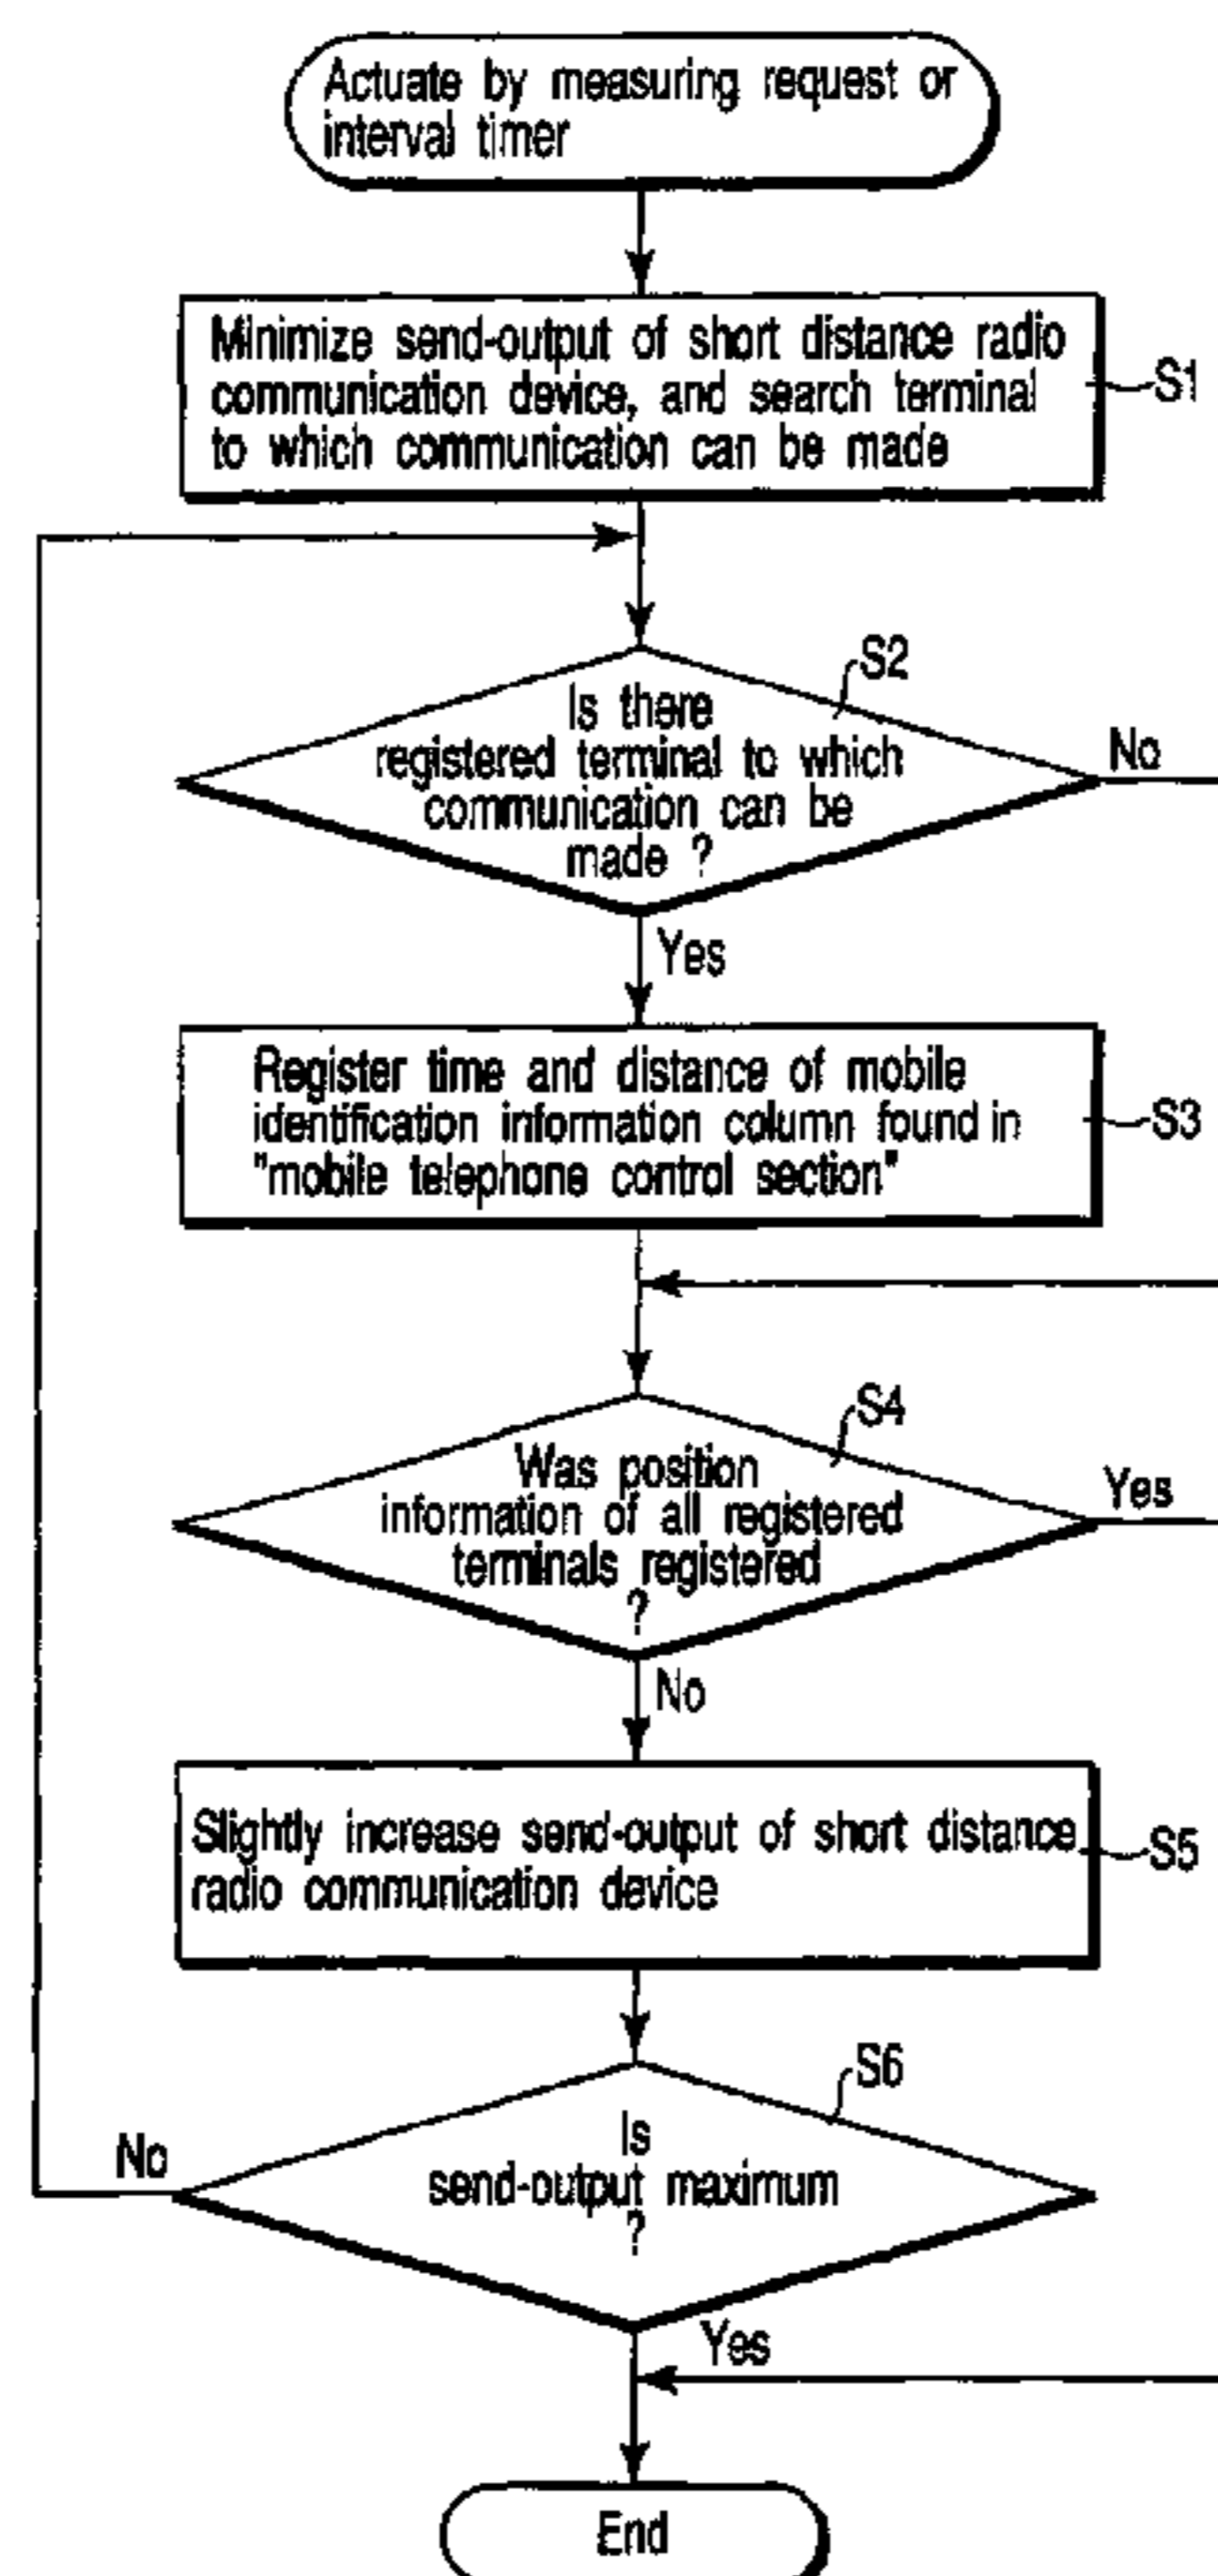 Actuate by measuring request or
interval timer
Minimize send-output of short distance radio
communication device, and search terminal
to which communication can be made
S1
S2
Is there
registered terminal to which
communication can be
made ?
No
Yes
Register time and distance of mobile
identification information column found in
"mobile telephone control section"
S3
S4
Was position
information of all registered
terminals registered
?
Yes
No
Slightly increase send-output of short distance
radio communication device
S5
S6
Is
send-output maximum
?
No
Yes
End